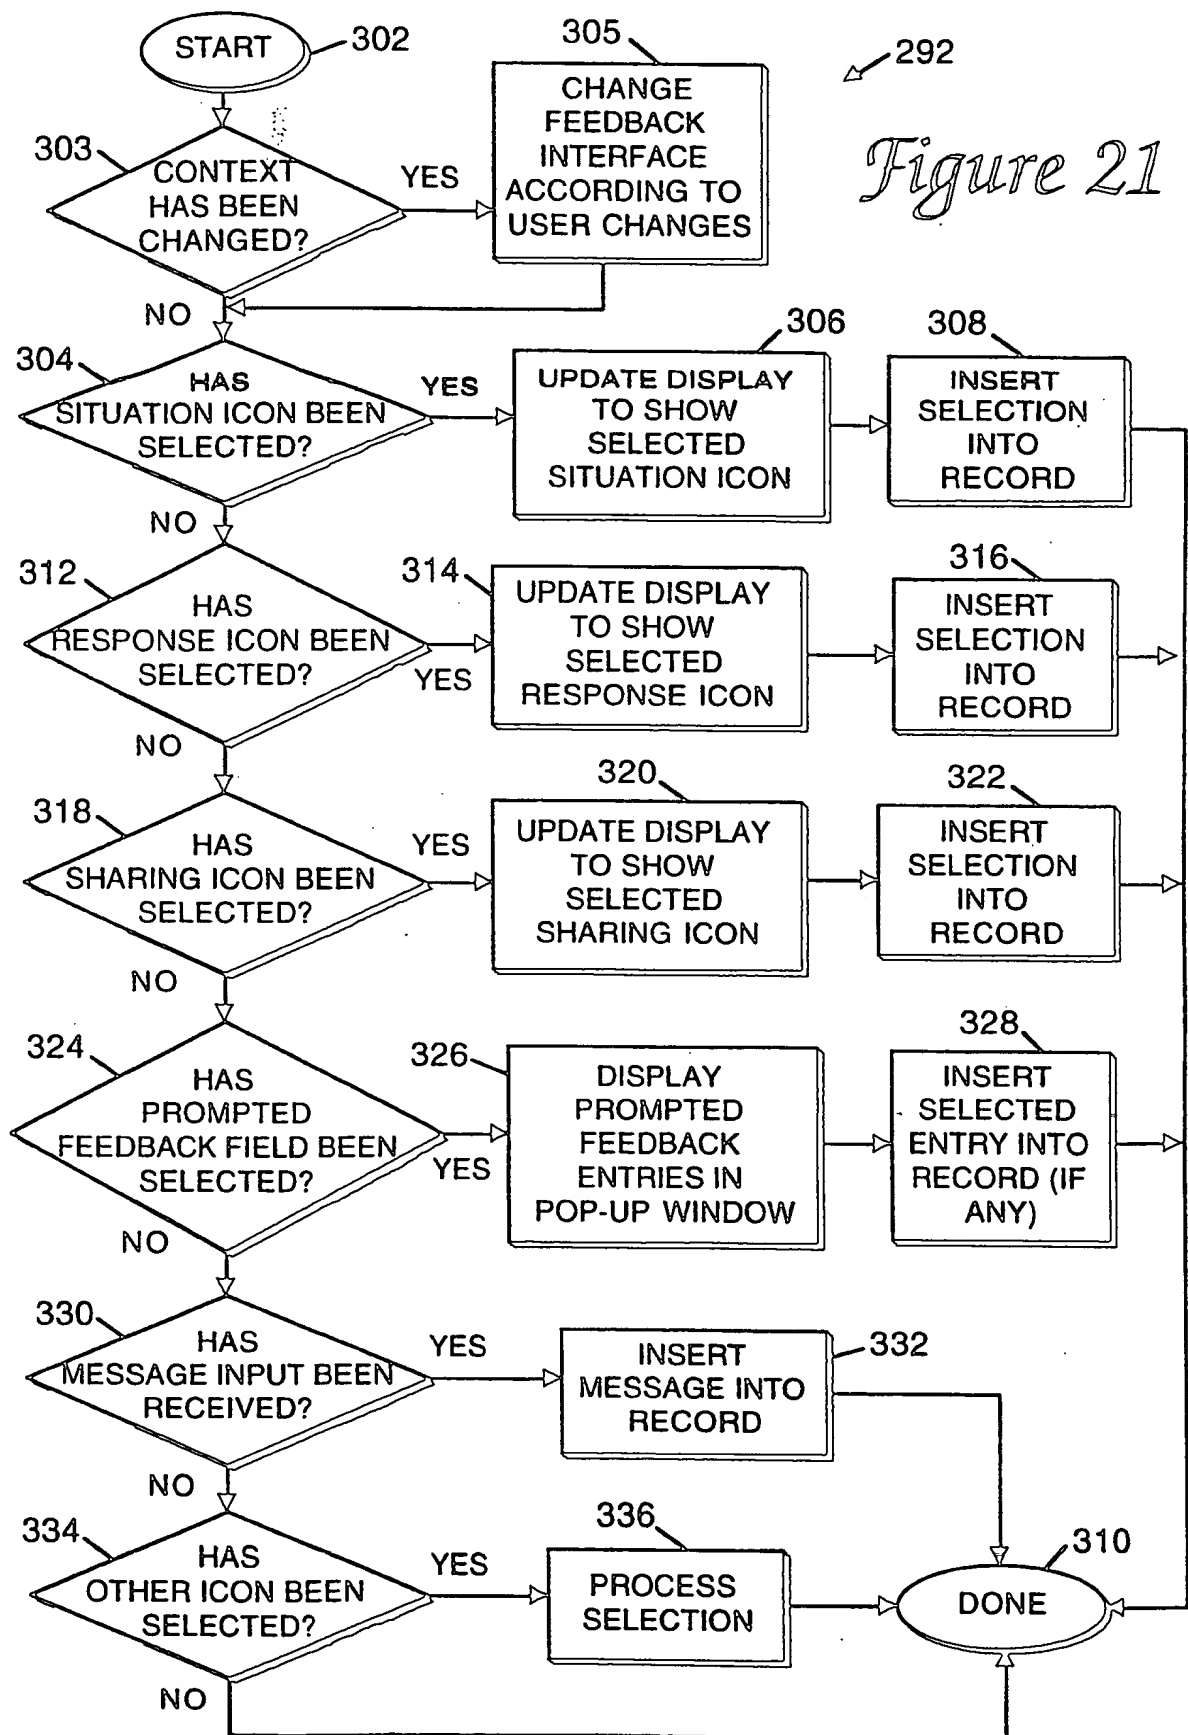 START
302
305
292
Figure 21
CHANGE
FEEDBACK
INTERFACE
ACCORDING TO
USER CHANGES
303
CONTEXT
HAS BEEN
CHANGED?
YES
NO
304
HAS
SITUATION ICON BEEN
SELECTED?
YES
306
UPDATE DISPLAY
TO SHOW
SELECTED
SITUATION ICON
308
INSERT
SELECTION
INTO
RECORD
NO
312
HAS
RESPONSE ICON BEEN
SELECTED?
YES
314
UPDATE DISPLAY
TO SHOW
SELECTED
RESPONSE ICON
316
INSERT
SELECTION
INTO
RECORD
NO
318
HAS
SHARING ICON BEEN
SELECTED?
YES
320
UPDATE DISPLAY
TO SHOW
SELECTED
SHARING ICON
322
INSERT
SELECTION
INTO
RECORD
NO
324
HAS
PROMPTED
FEEDBACK FIELD BEEN
SELECTED?
YES
326
DISPLAY
PROMPTED
FEEDBACK
ENTRIES IN
POP-UP WINDOW
328
INSERT
SELECTED
ENTRY INTO
RECORD (IF
ANY)
NO
330
HAS
MESSAGE INPUT BEEN
RECEIVED?
YES
INSERT
MESSAGE INTO
RECORD
332
NO
334
HAS
OTHER ICON BEEN
SELECTED?
YES
336
PROCESS
SELECTION
310
DONE
NO